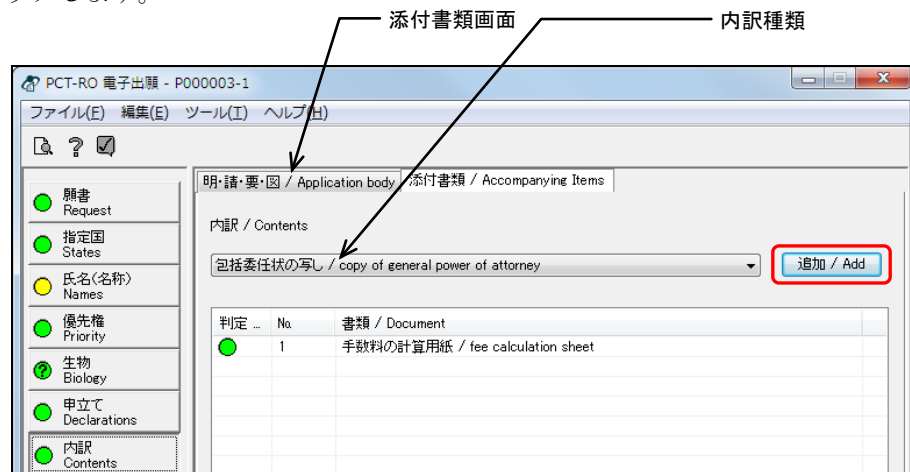 添付書類画面
内訳種類
PCT-RO 電子出願 - P000003-1
ファイル(F) 編集(E) ツール(T) ヘルプ(H)
明・請・要・図 / Application body
添付書類 / Accompanying Items
願書
Request
指定国
States
氏名(名称)
Names
優先権
Priority
生物
Biology
申立て
Declarations
内訳
Contents
内訳 / Contents
包括委任状の写し / copy of general power of attorney
追加 / Add
判定 ... No. 書類 / Document
1 手数料の計算用紙 / fee calculation sheet